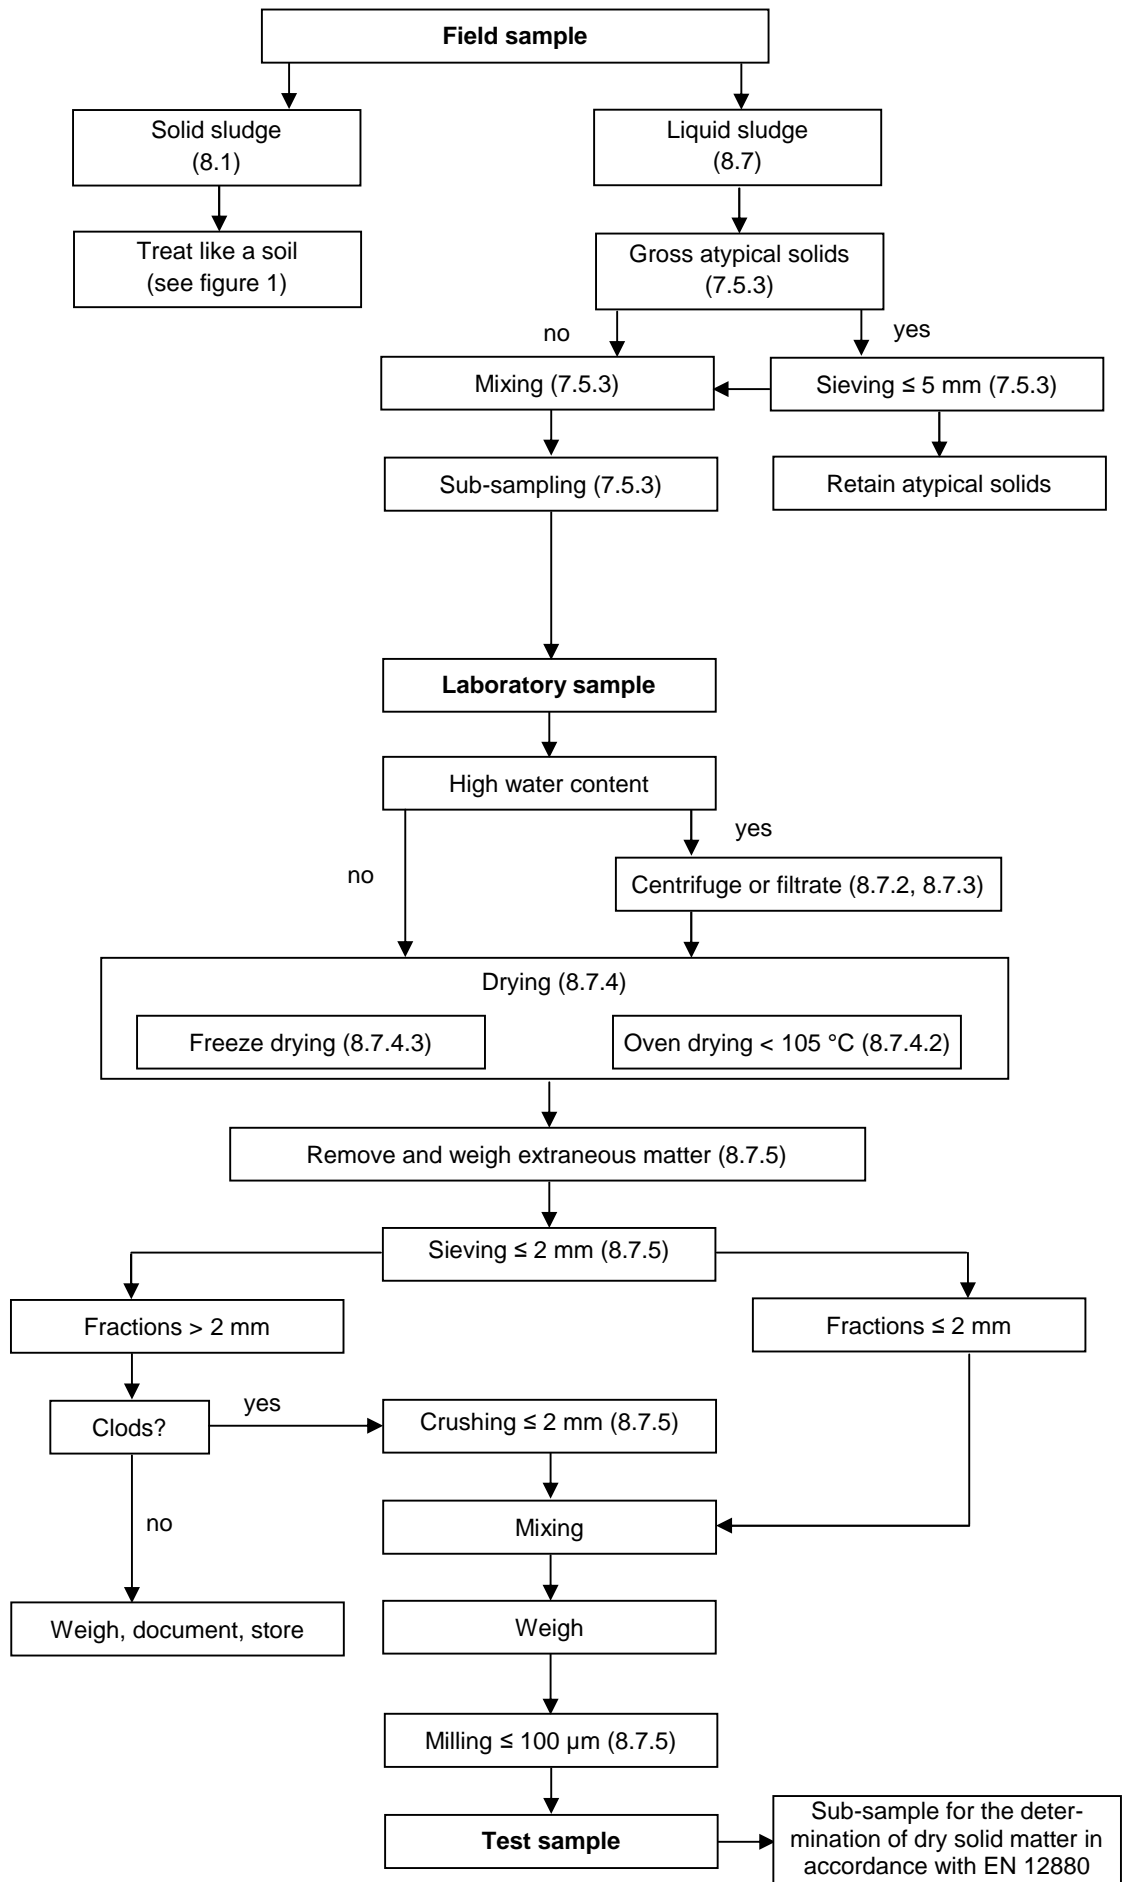 Field sample
Solid sludge
(8.1)
Liquid sludge
(8.7)
Treat like a soil
(see figure 1)
Gross atypical solids
(7.5.3)
no
yes
Mixing (7.5.3)
Sieving ≤ 5 mm (7.5.3)
Sub-sampling (7.5.3)
Retain atypical solids
Laboratory sample
High water content
yes
no
Centrifuge or filtrate (8.7.2, 8.7.3)
Drying (8.7.4)
Freeze drying (8.7.4.3)
Oven drying < 105 °C (8.7.4.2)
Remove and weigh extraneous matter (8.7.5)
Sieving ≤ 2 mm (8.7.5)
Fractions > 2 mm
Fractions ≤ 2 mm
Clods?
yes
Crushing ≤ 2 mm (8.7.5)
no
Mixing
Weigh, document, store
Weigh
Milling ≤ 100 μm (8.7.5)
Test sample
Sub-sample for the deter-
mination of dry solid matter in
accordance with EN 12880